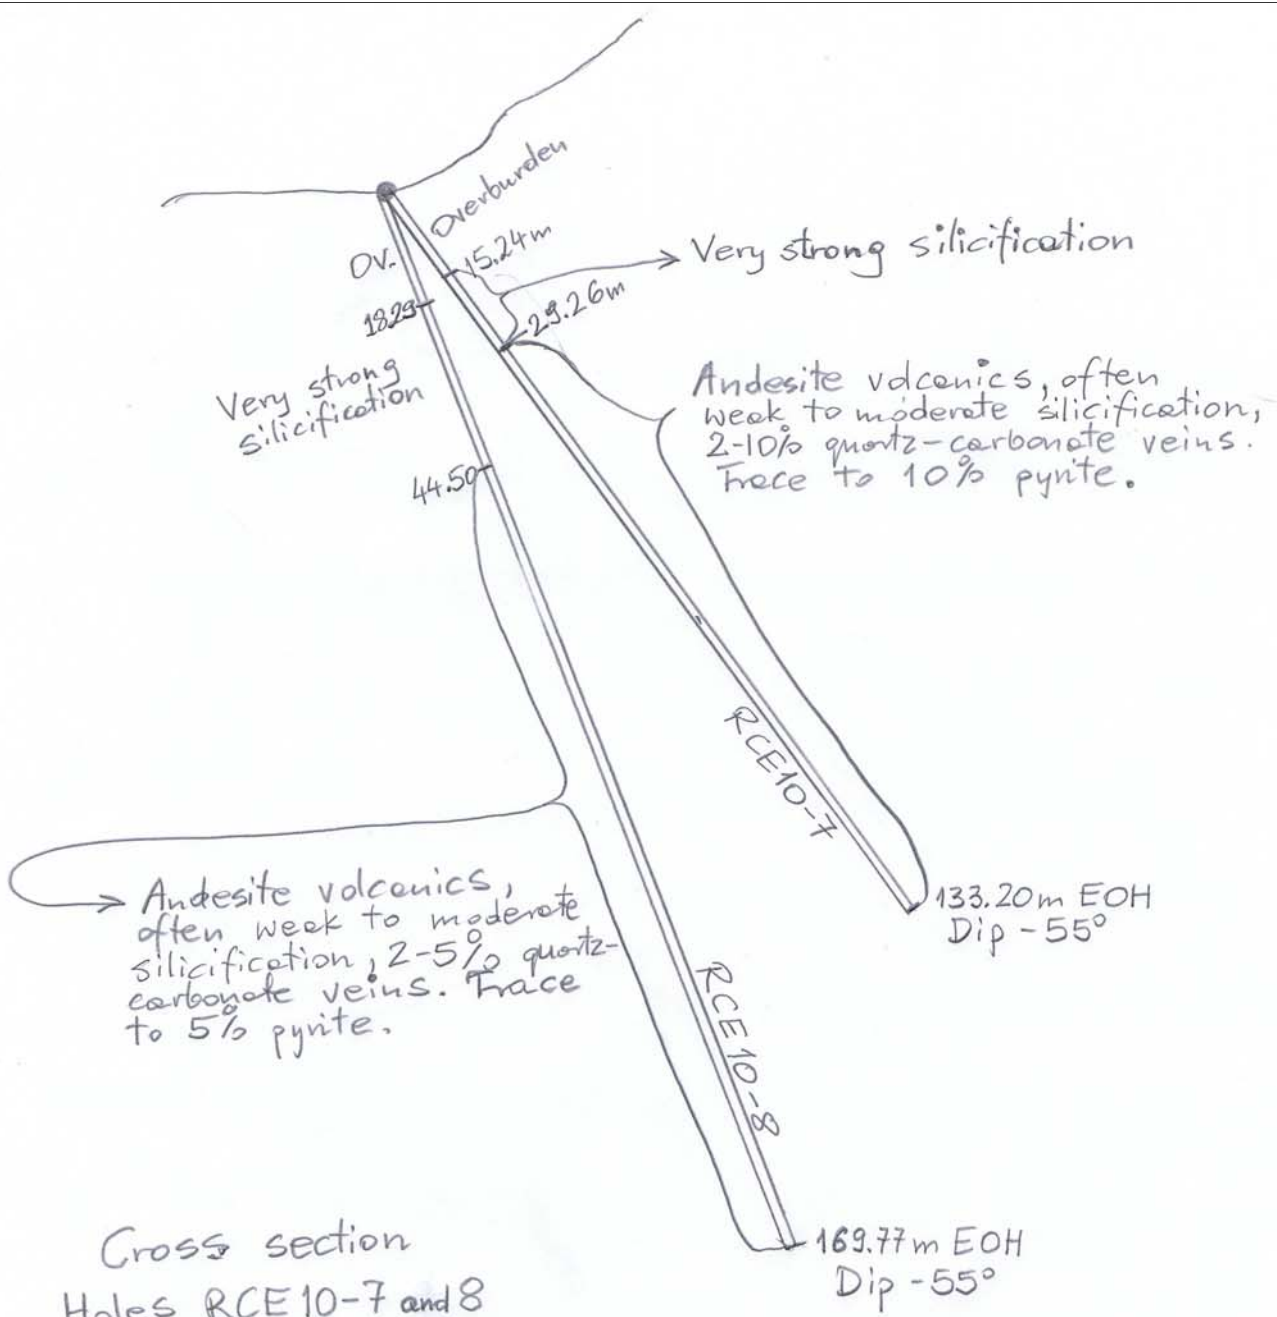 Overburden
15.24m
Very strong silicification
OV.
29.26m
18.29
Very strong
silicification
Andesite volcanics, often
weak to moderate silicification,
2-10% quartz-carbonate veins.
Trace to 10% pyrite.
44.50
RCE10-7
133.20m EOH
Dip -55°
Andesite volcanics,
often weak to moderate
silicification, 2-5% quartz-
carbonate veins. Trace
to 5% pyrite.
RCE10-8
169.77m EOH
Dip -55°
Cross section
Holes RCE10-7 and 8